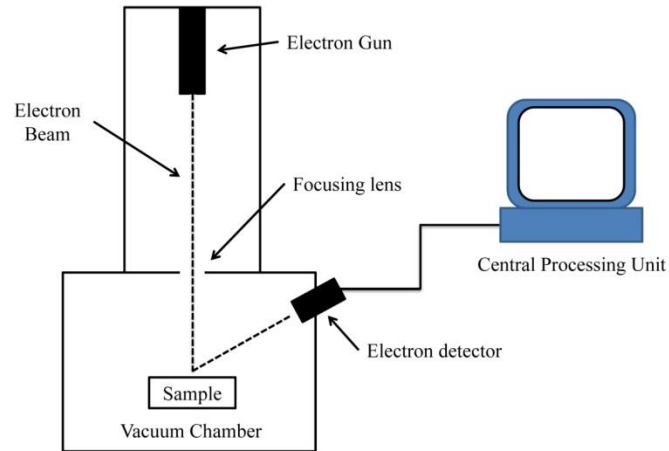 Electron Gun
Electron
Beam
Focusing lens
Central Processing Unit
Electron detector
Sample
Vacuum Chamber